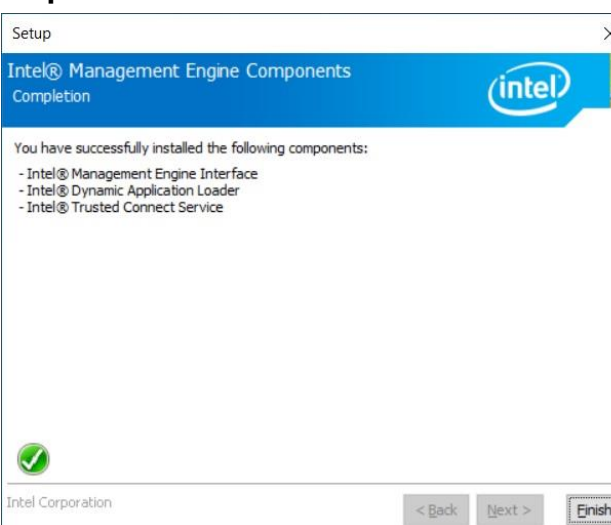 Setup
Intel® Management Engine Components
Completion
intel
You have successfully installed the following components:
- Intel® Management Engine Interface
- Intel® Dynamic Application Loader
- Intel® Trusted Connect Service
Intel Corporation
< Back
Next >
Finish